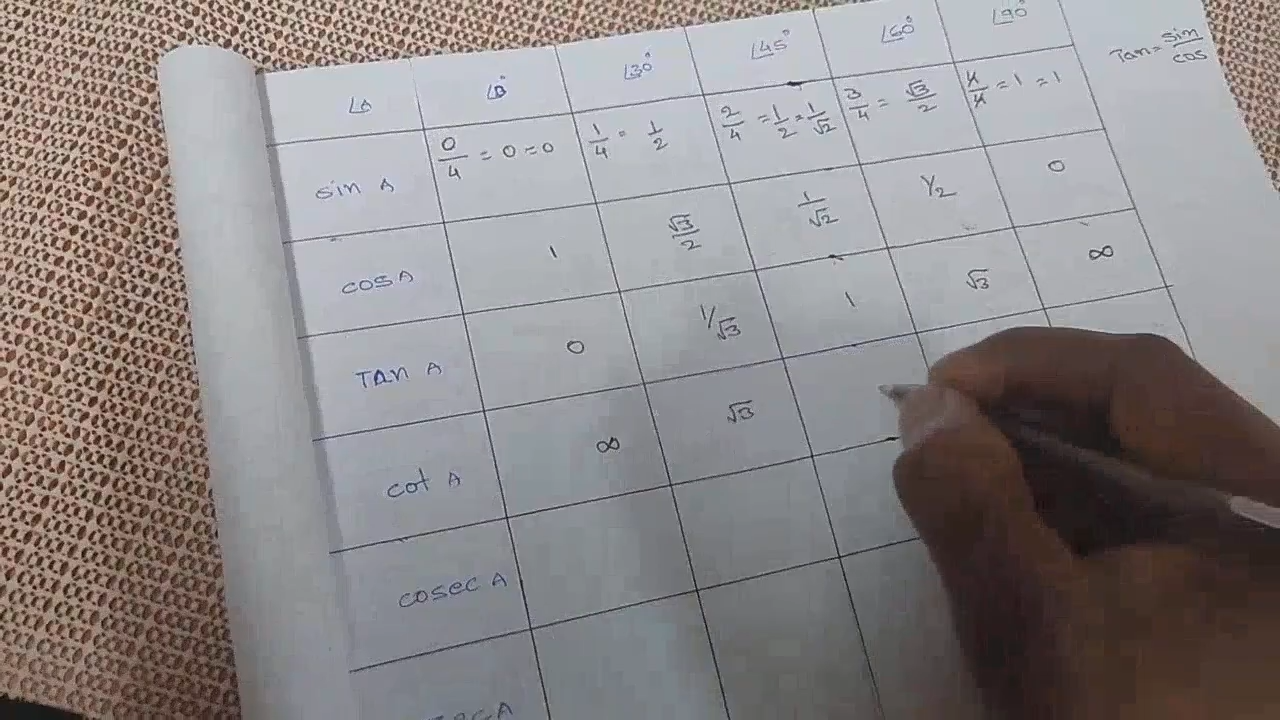 ∠A ∠0° ∠30° ∠45° ∠60° ∠90°
sin A 0/4 = 0 = 0 1/4 = 1/2 2/4 = 1/2 = 1/√2 3/4 = √3/2 4/4 = 1 = 1
Tan = sin/cos
cos A 1 √3/2 1/√2 1/2 0
Tan A 0 1/√3 1 √3 ∞
cot A ∞ √3
cosec A